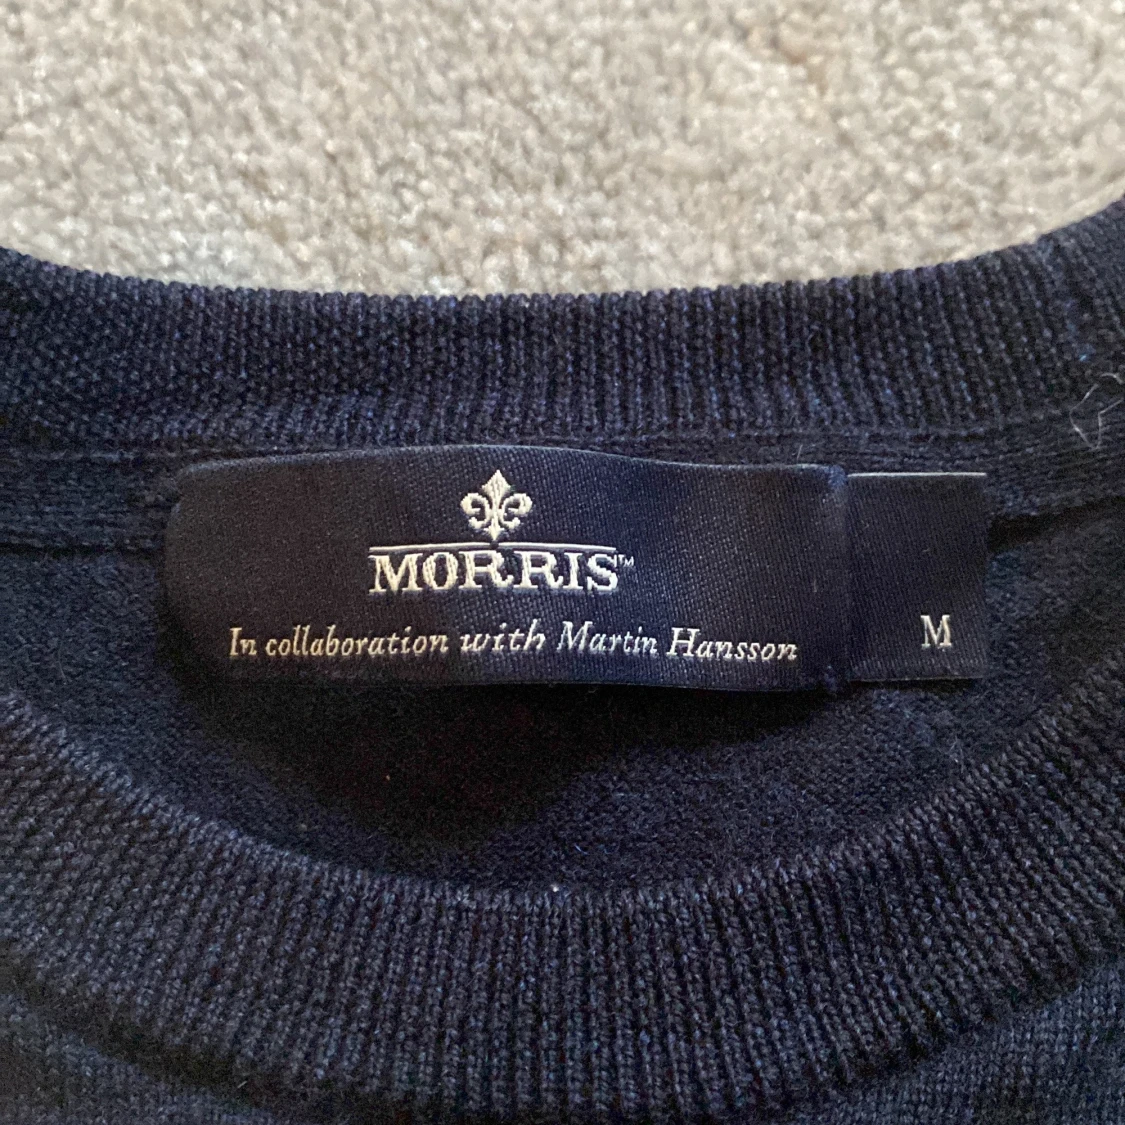 MORRIS™
In collaboration with Martin Hansson
M